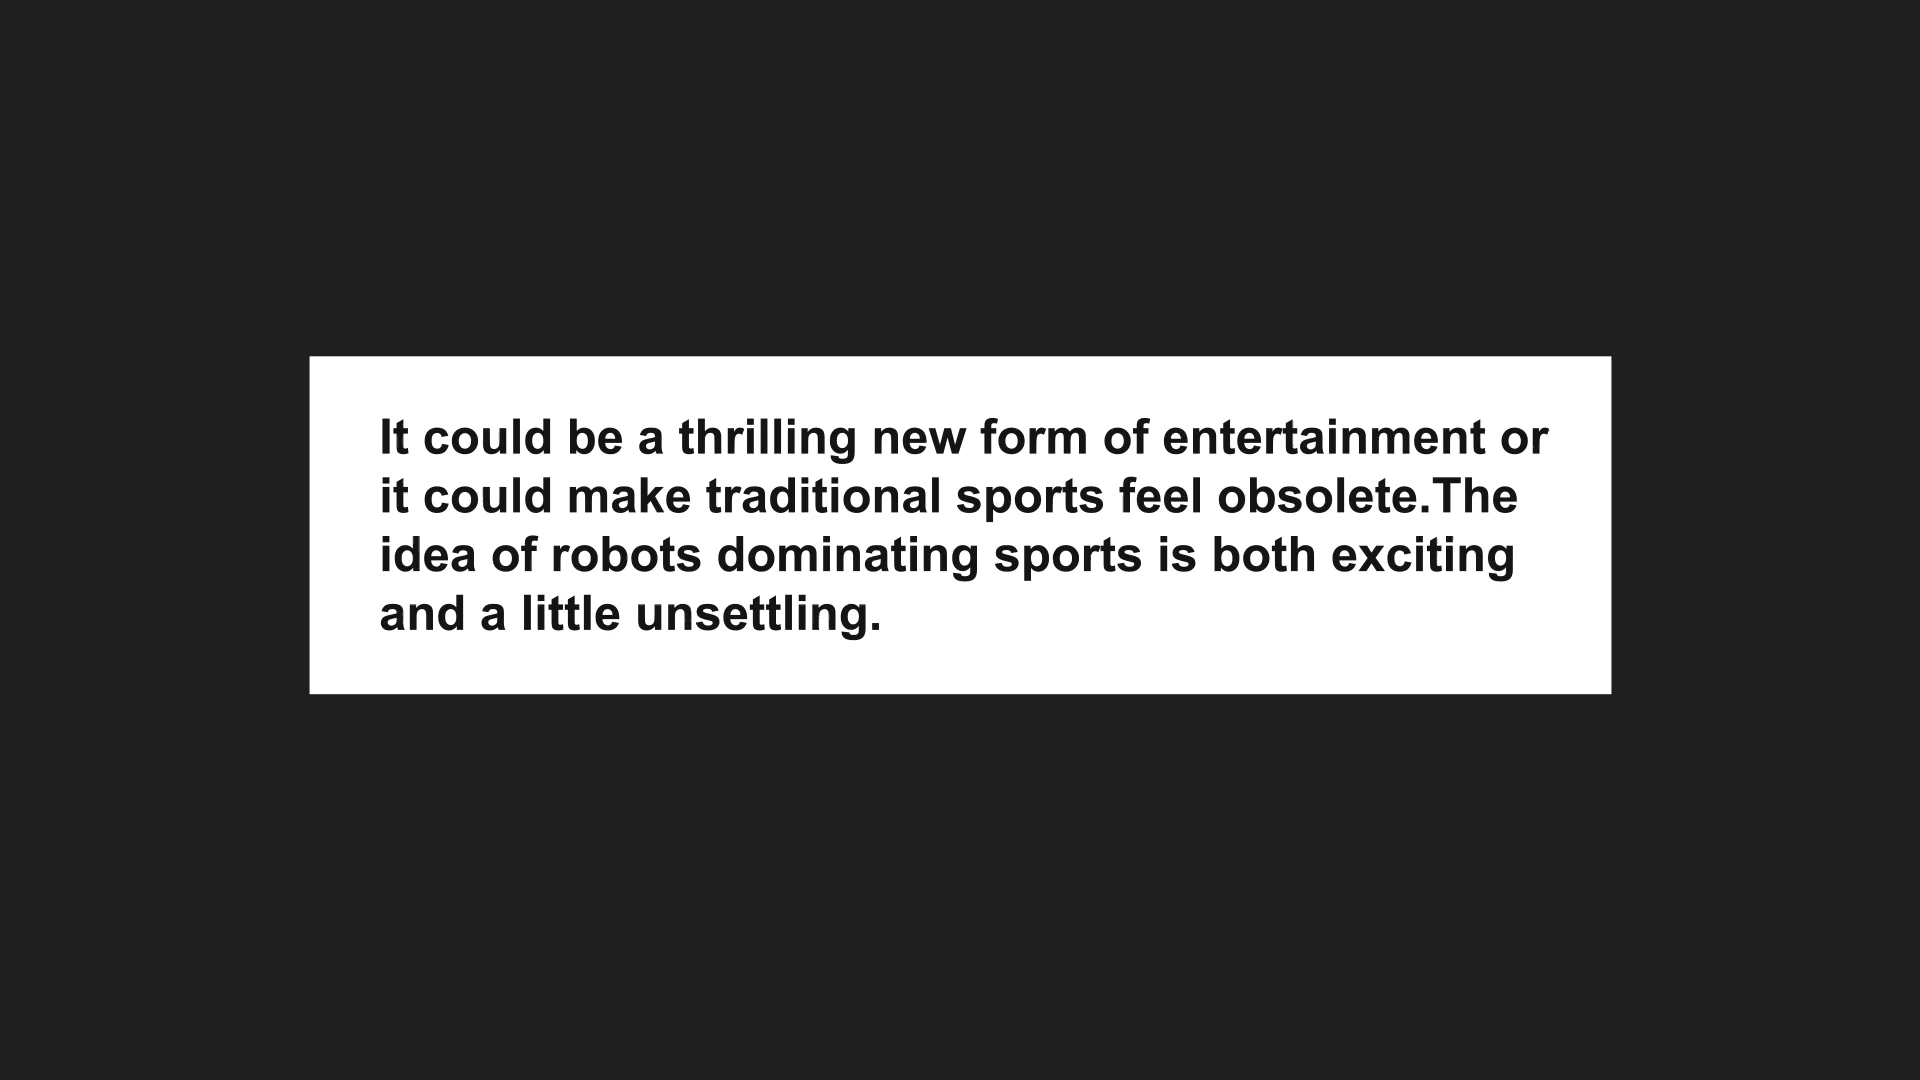 It could be a thrilling new form of entertainment or
it could make traditional sports feel obsolete.The
idea of robots dominating sports is both exciting
and a little unsettling.